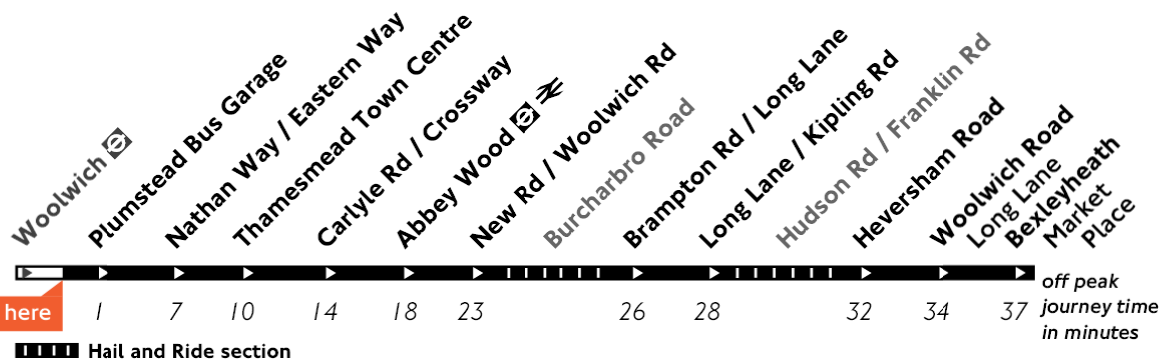 Woolwich
Plumstead Bus Garage
Nathan Way / Eastern Way
Thamesmead Town Centre
Carlyle Rd / Crossway
Abbey Wood
New Rd / Woolwich Rd
Burcharbro Road
Brampton Rd / Long Lane
Long Lane / Kipling Rd
Hudson Rd / Franklin Rd
Heversham Road
Woolwich Road
Long Lane
Bexleyheath
Market
Place
here
1 7 10 14 18 23 26 28 32 34 37
off peak
journey time
in minutes
Hail and Ride section